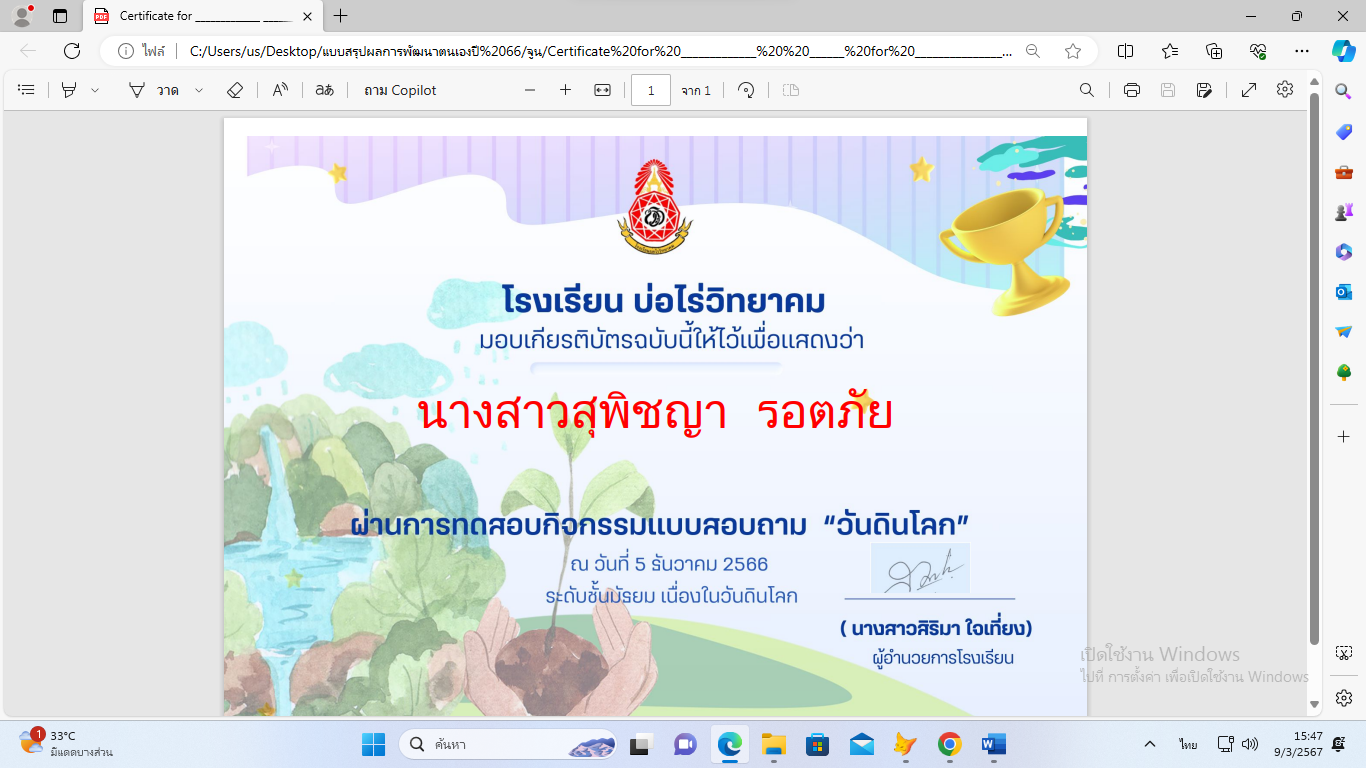 Certificate for _____________ ______
ไฟล์ C:/Users/us/Desktop/แบบสรุปผลการพัฒนาตนเองปี%2066/จูน/Certificate%20for%20_____________%20%20______%20for%20_______________...
วาด ถาม Copilot 1 จาก 1
โรงเรียน บ่อไร่วิทยาคม
มอบเกียรติบัตรฉบับนี้ให้ไว้เพื่อแสดงว่า
นางสาวสุพิชญา รอตภัย
ผ่านการทดสอบกิจกรรมแบบสอบถาม “วันดินโลก”
ณ วันที่ 5 ธันวาคม 2566
ระดับชั้นมัธยม เนื่องในวันดินโลก
( นางสาวสิริมา ใจเที่ยง)
ผู้อำนวยการโรงเรียน
เปิดใช้งาน Windows
ไปที่ การตั้งค่า เพื่อเปิดใช้งาน Windows
1 33°C
มีแดดบางส่วน
ค้นหา
ไทย
15:47
9/3/2567